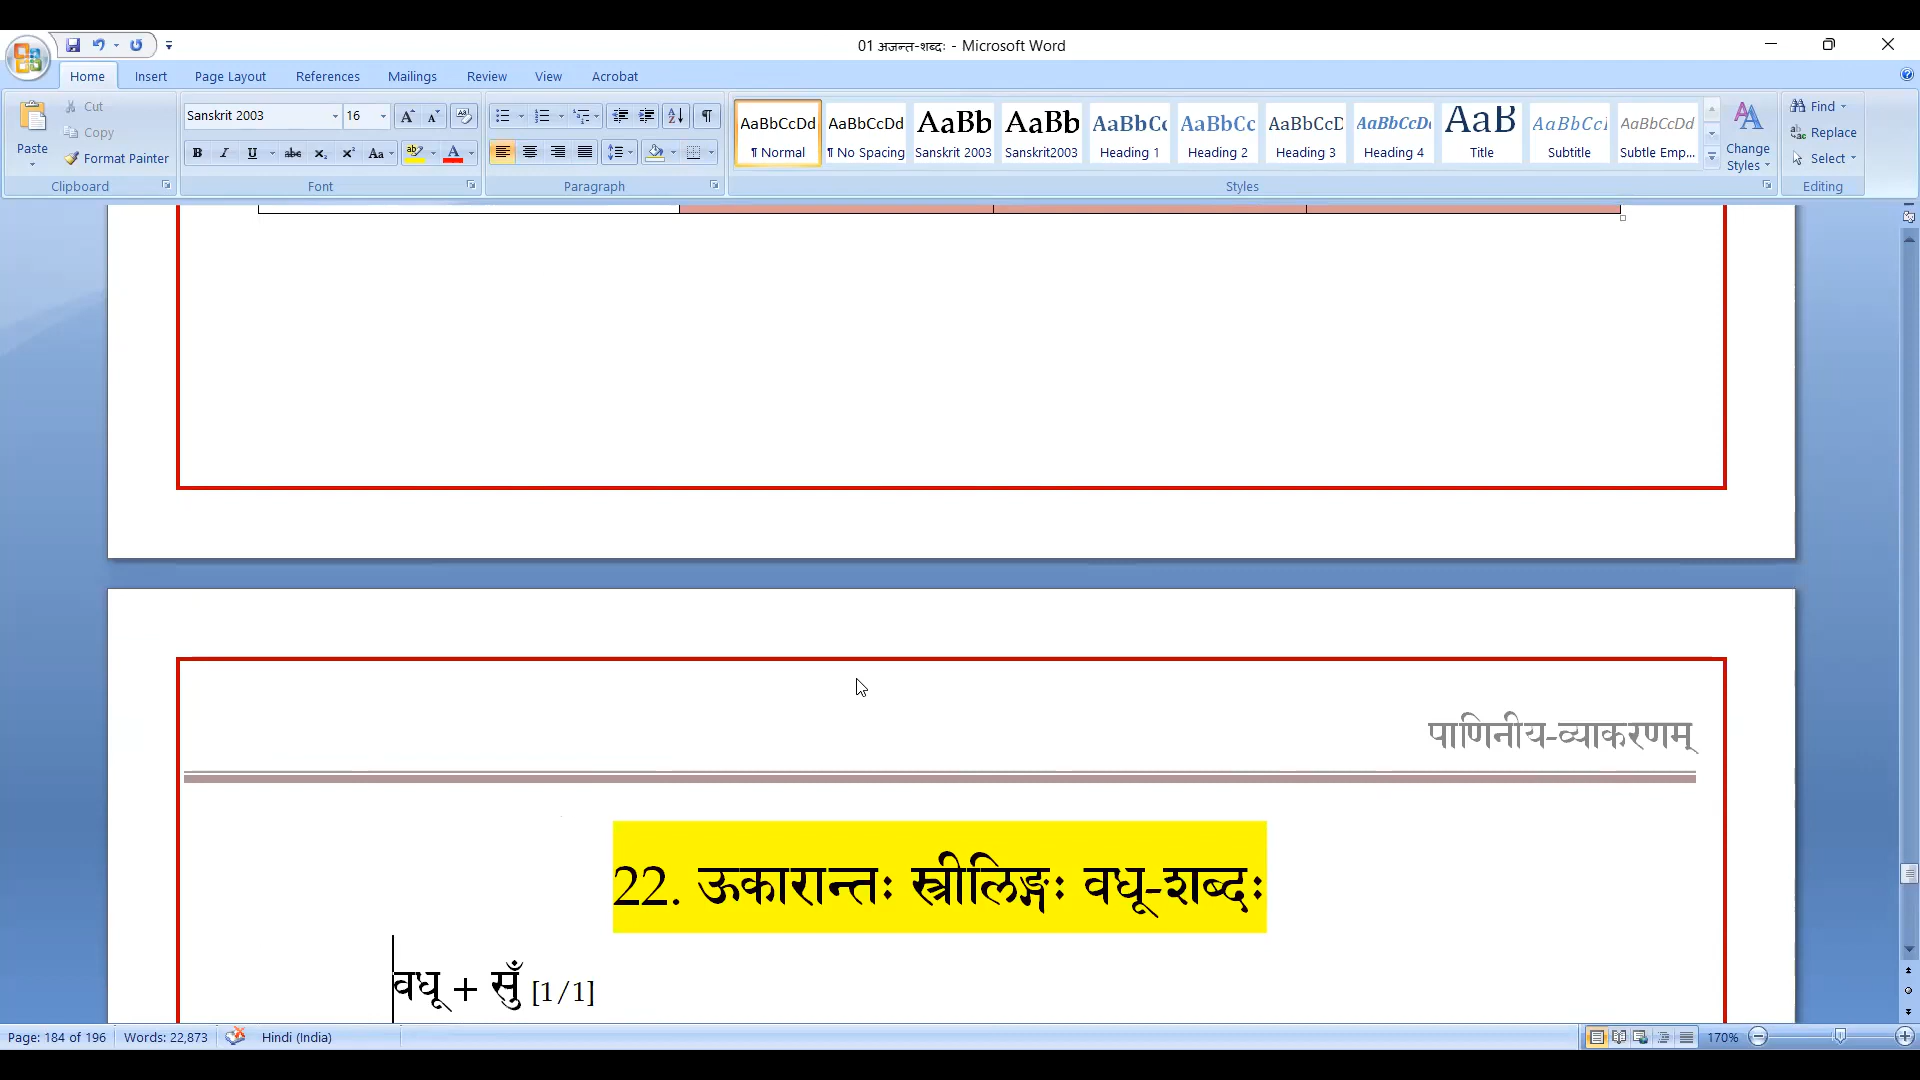 01 अजन्त-शब्दः - Microsoft Word
Home Insert Page Layout References Mailings Review View Acrobat
Paste
Cut
Copy
Format Painter
Clipboard
Sanskrit 2003 16
Font
Paragraph
AaBbCcDd AaBbCcDd AaBb AaBb AaBbCc AaBbCc AaBbCcD AaBbCcD AaB AaBbCcI AaBbCcDd
¶ Normal ¶ No Spacing Sanskrit 2003 Sanskrit2003 Heading 1 Heading 2 Heading 3 Heading 4 Title Subtitle Subtle Emp...
Change Styles
Styles
Find
Replace
Select
Editing
पाणिनीय-व्याकरणम्
22. ऊकारान्तः स्त्रीलिङ्गः वधू-शब्दः
वधू + सुँ [1/1]
Page: 184 of 196 Words: 22,873 Hindi (India) 170%